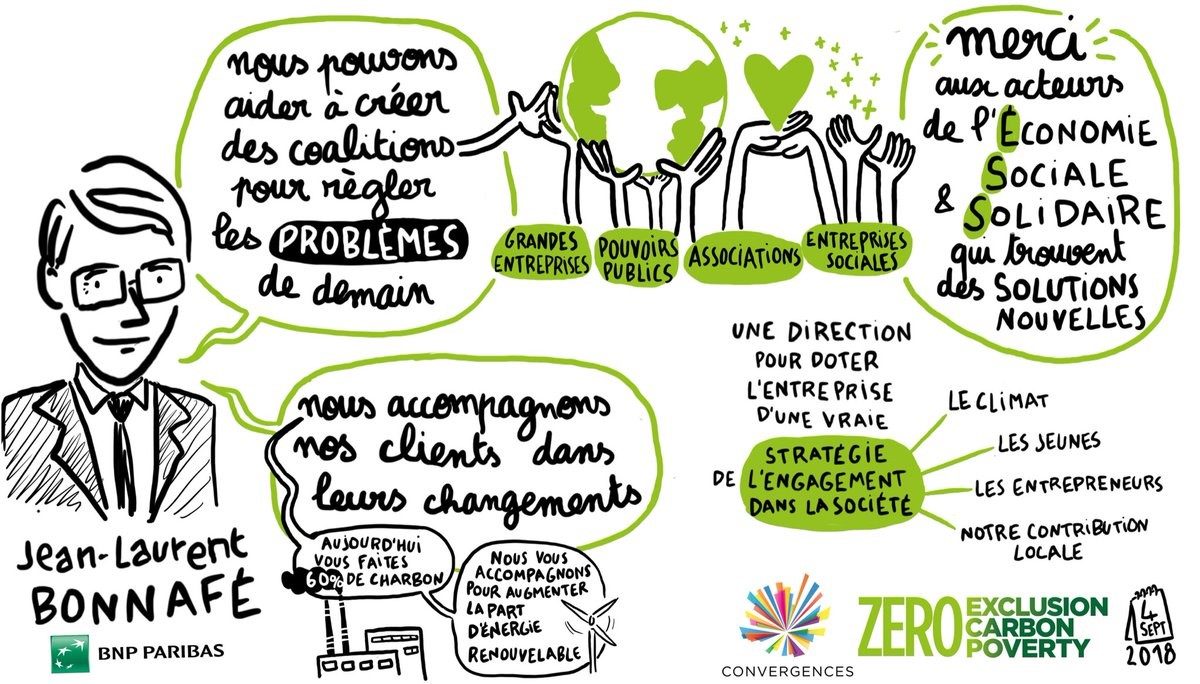 nous pouvons
aider à créer
des coalitions
pour règler
les PROBLÈMES
de demain
GRANDES
ENTREPRISES
POUVOIRS
PUBLICS
ASSOCIATIONS
ENTREPRISES
SOCIALES
merci
aux acteurs
de l'ÉCONOMIE
SOCIALE
& SOLIDAIRE
qui trouvent
des SOLUTIONS
NOUVELLES
nous accompagnons
nos clients dans
leurs changements
AUJOURD'HUI
VOUS FAITES
60% DE CHARBON
NOUS VOUS
ACCOMPAGNONS
POUR AUGMENTER
LA PART
D'ÉNERGIE
RENOUVELABLE
UNE DIRECTION
POUR DOTER
L'ENTREPRISE
D'UNE VRAIE
STRATÉGIE
DE L'ENGAGEMENT
DANS LA SOCIÉTÉ
LE CLIMAT
LES JEUNES
LES ENTREPRENEURS
NOTRE CONTRIBUTION
LOCALE
Jean-Laurent
BONNAFÉ
BNP PARIBAS
CONVERGENCES
ZERO EXCLUSION
CARBON
POVERTY
4
SEPT
2018